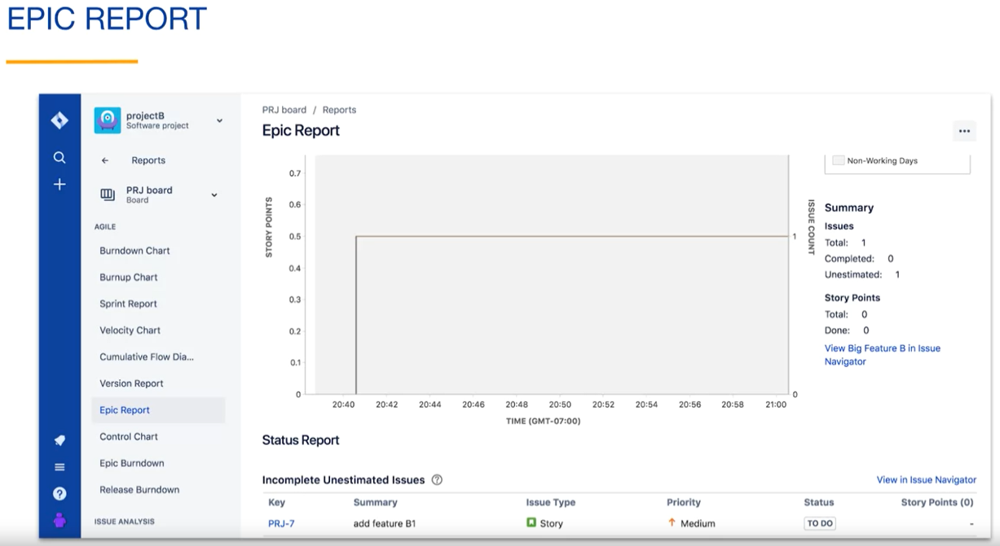 EPIC REPORT
projectB
Software project
Reports
PRJ board
Board
AGILE
Burndown Chart
Burnup Chart
Sprint Report
Velocity Chart
Cumulative Flow Dia...
Version Report
Epic Report
Control Chart
Epic Burndown
Release Burndown
ISSUE ANALYSIS
PRJ board / Reports
Epic Report
STORY POINTS
0.7
0.6
0.5
0.4
0.3
0.2
0.1
0
20:40 20:42 20:44 20:46 20:48 20:50 20:52 20:54 20:56 20:58 21:00
TIME (GMT-07:00)
1
0
ISSUE COUNT
Non-Working Days
Summary
Issues
Total: 1
Completed: 0
Unestimated: 1
Story Points
Total: 0
Done: 0
View Big Feature B in Issue
Navigator
Status Report
Incomplete Unestimated Issues ?
View in Issue Navigator
Key Summary Issue Type Priority Status Story Points (0)
PRJ-7 add feature B1 Story Medium TO DO -